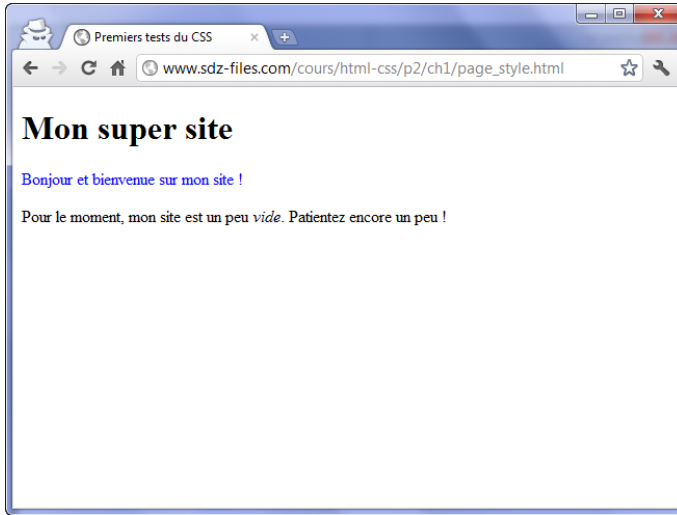 Premiers tests du CSS
www.sdz-files.com/cours/html-css/p2/ch1/page_style.html
Mon super site
Bonjour et bienvenue sur mon site !
Pour le moment, mon site est un peu vide. Patientez encore un peu !